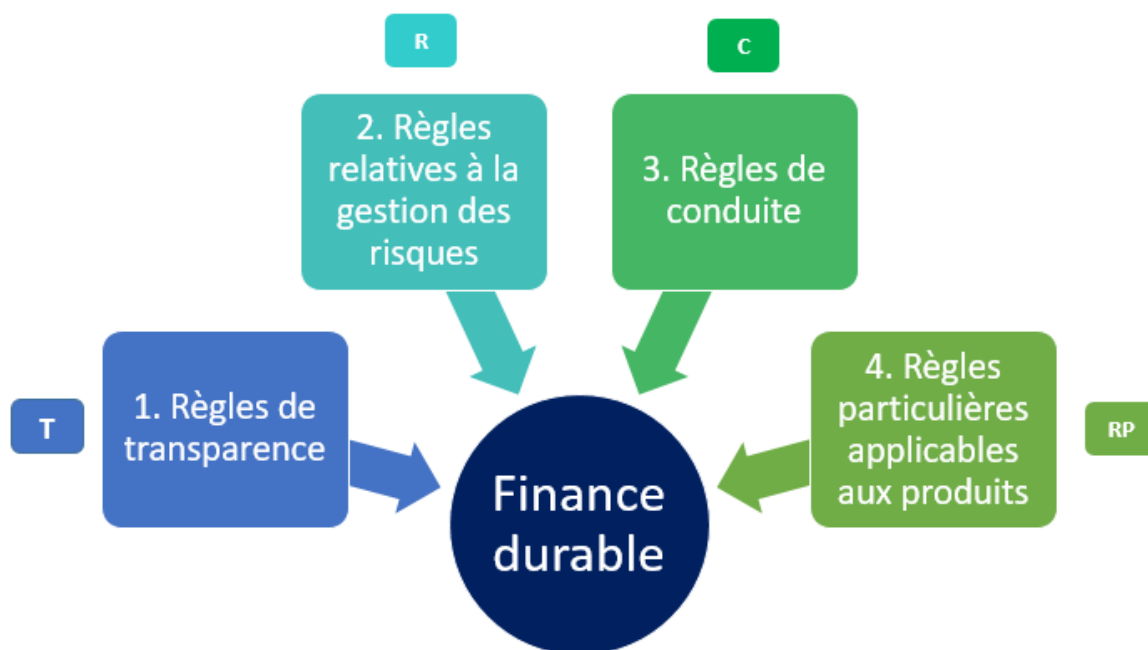 R
C
2. Règles
relatives à la
gestion des
risques
3. Règles de
conduite
T
1. Règles de
transparence
4. Règles
particulières
applicables
aux produits
RP
Finance
durable